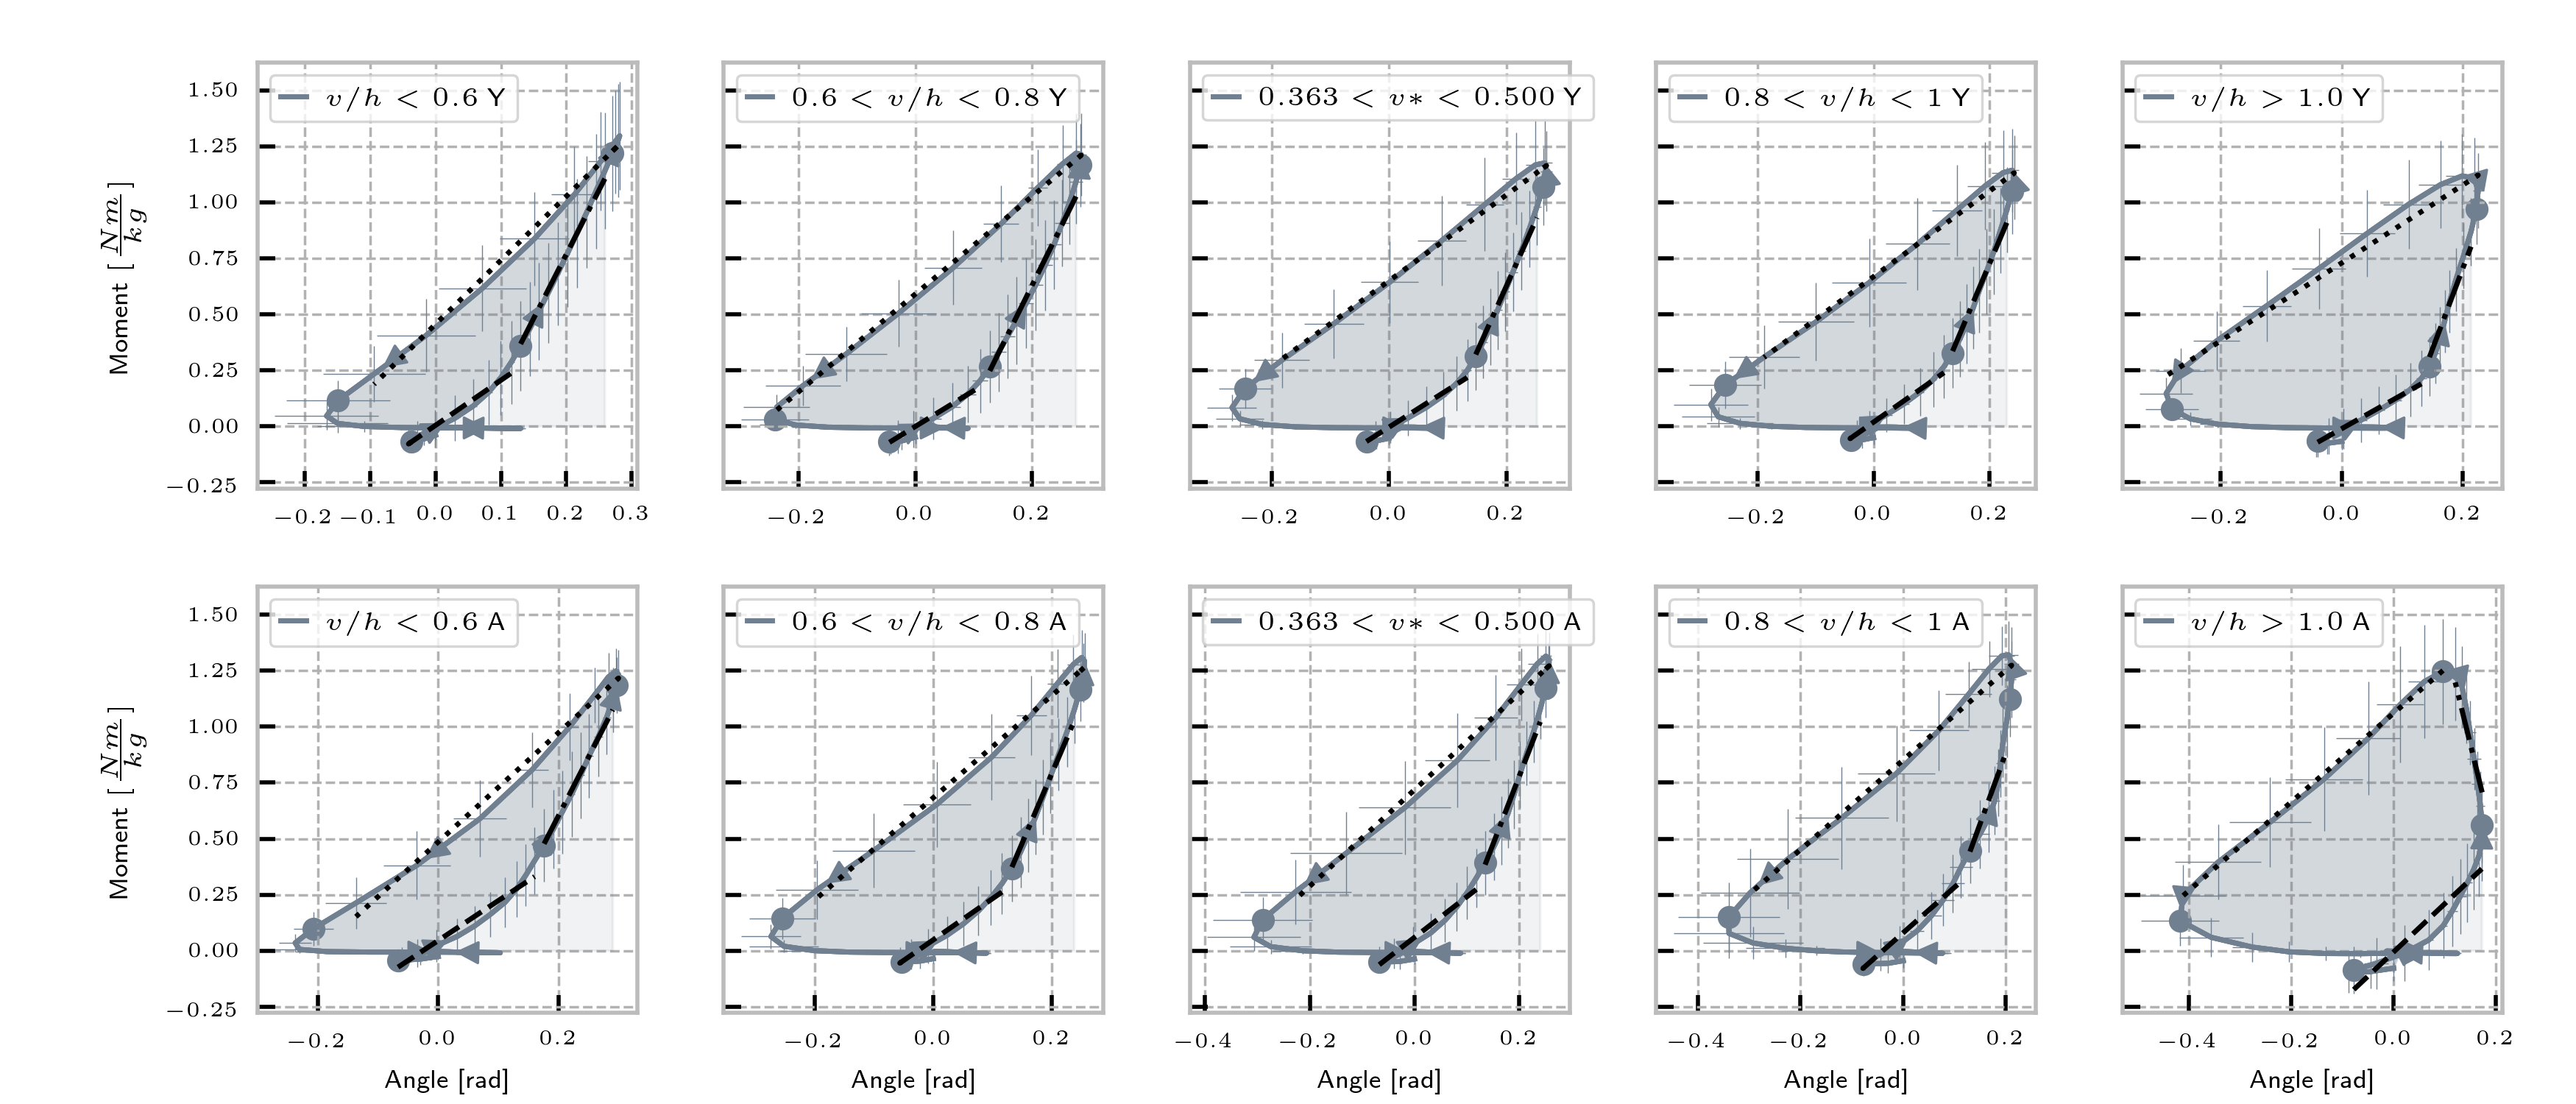 v/h < 0.6 Y
0.6 < v/h < 0.8 Y
0.363 < v* < 0.500 Y
0.8 < v/h < 1 Y
v/h > 1.0 Y
Moment [ Nm/kg ]
1.50
1.25
1.00
0.75
0.50
0.25
0.00
−0.25
−0.2 −0.1 0.0 0.1 0.2 0.3
−0.2 0.0 0.2
−0.2 0.0 0.2
−0.2 0.0 0.2
−0.2 0.0 0.2
v/h < 0.6 A
0.6 < v/h < 0.8 A
0.363 < v* < 0.500 A
0.8 < v/h < 1 A
v/h > 1.0 A
Moment [ Nm/kg ]
1.50
1.25
1.00
0.75
0.50
0.25
0.00
−0.25
−0.2 0.0 0.2
−0.2 0.0 0.2
−0.4 −0.2 0.0 0.2
−0.4 −0.2 0.0 0.2
−0.4 −0.2 0.0 0.2
Angle [rad]
Angle [rad]
Angle [rad]
Angle [rad]
Angle [rad]